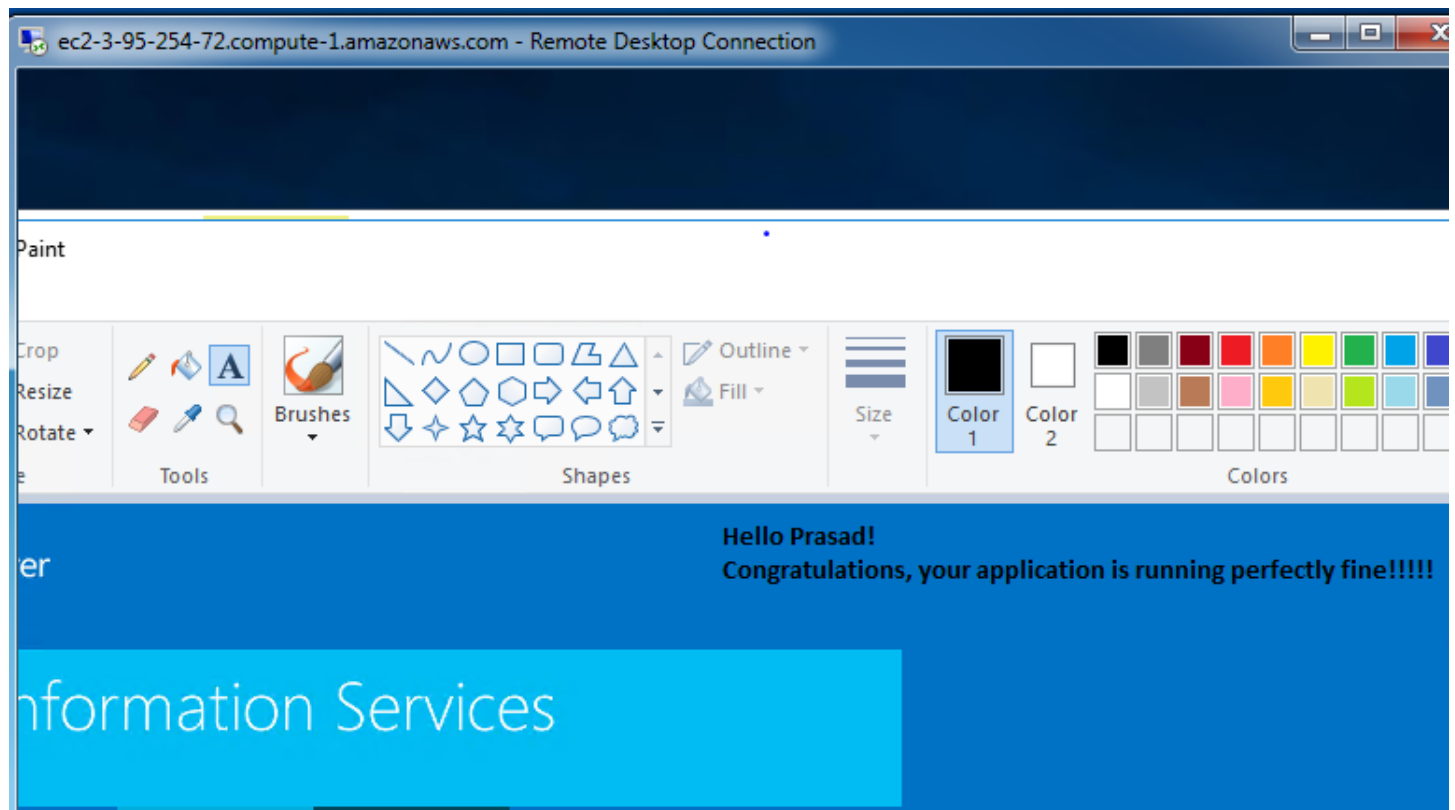 ec2-3-95-254-72.compute-1.amazonaws.com - Remote Desktop Connection
Paint
Crop
Resize
Rotate
A
Brushes
Outline
Fill
Size
Color 1
Color 2
e
Tools
Shapes
Colors
Hello Prasad!
Congratulations, your application is running perfectly fine!!!!!
er
nformation Services